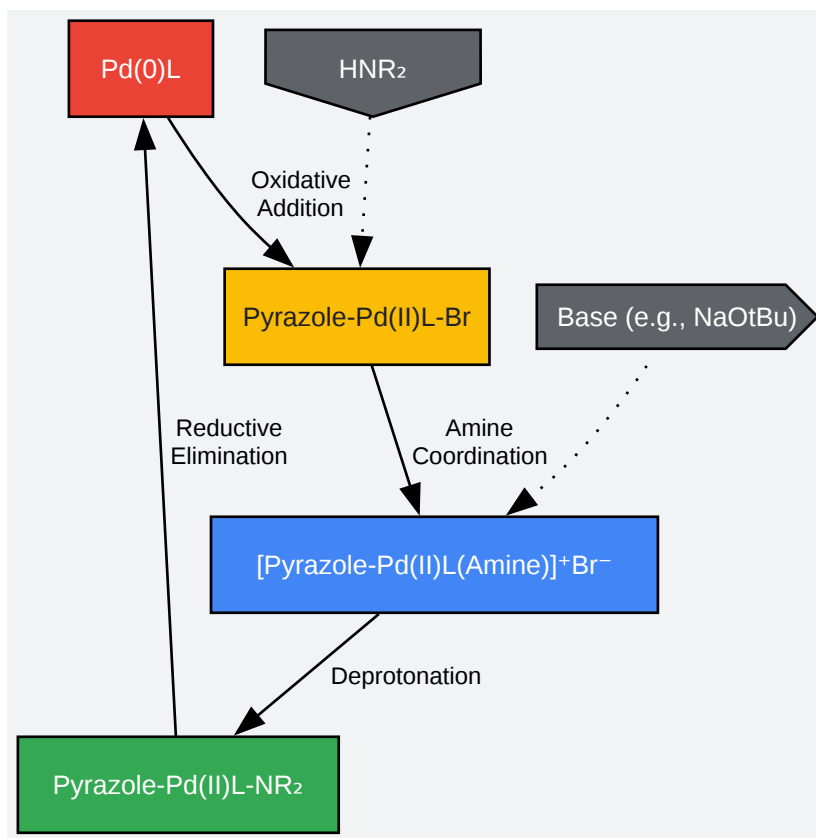 Pd(0)L
HNR₂
Oxidative
Addition
Pyrazole-Pd(II)L-Br
Base (e.g., NaOtBu)
Reductive
Elimination
Amine
Coordination
[Pyrazole-Pd(II)L(Amine)]⁺Br⁻
Deprotonation
Pyrazole-Pd(II)L-NR₂